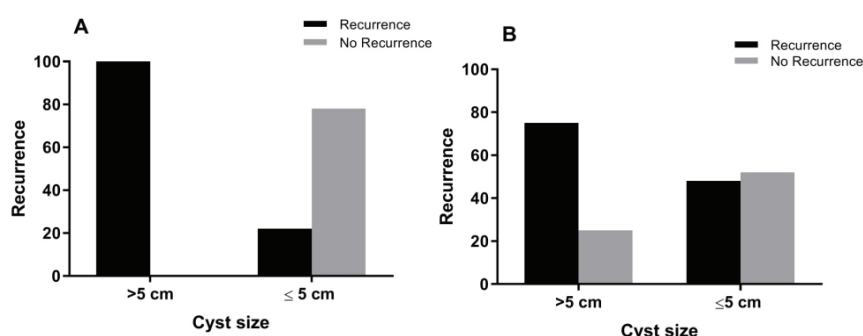 A
Recurrence
No Recurrence
100
80
60
40
20
0
Recurrence
>5 cm
≤ 5 cm
Cyst size
B
Recurrence
No Recurrence
100
80
60
40
20
0
Recurrence
>5 cm
≤5 cm
Cyst size